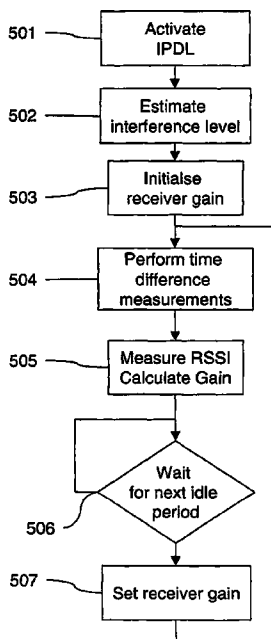 501
Activate
IPDL
502
Estimate
interference level
503
Initialse
receiver gain
504
Perform time
difference
measurements
505
Measure RSSI
Calculate Gain
506
Wait
for next idle
period
507
Set receiver gain